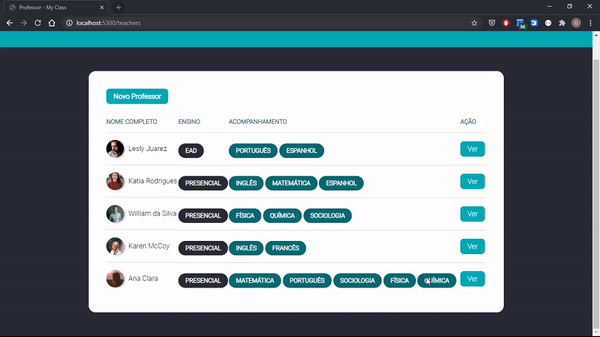 Professor - My Class
localhost:5300/teachers
Novo Professor
NOME COMPLETO ENSINO ACOMPANHAMENTO AÇÃO
Lesly Juarez EAD PORTUGUÊS ESPANHOL Ver
Katia Rodrigues PRESENCIAL INGLÊS MATEMÁTICA ESPANHOL Ver
William da Silva PRESENCIAL FÍSICA QUÍMICA SOCIOLOGIA Ver
Karen McCoy PRESENCIAL INGLÊS FRANCÊS Ver
Ana Clara PRESENCIAL MATEMÁTICA PORTUGUÊS SOCIOLOGIA FÍSICA QUÍMICA Ver